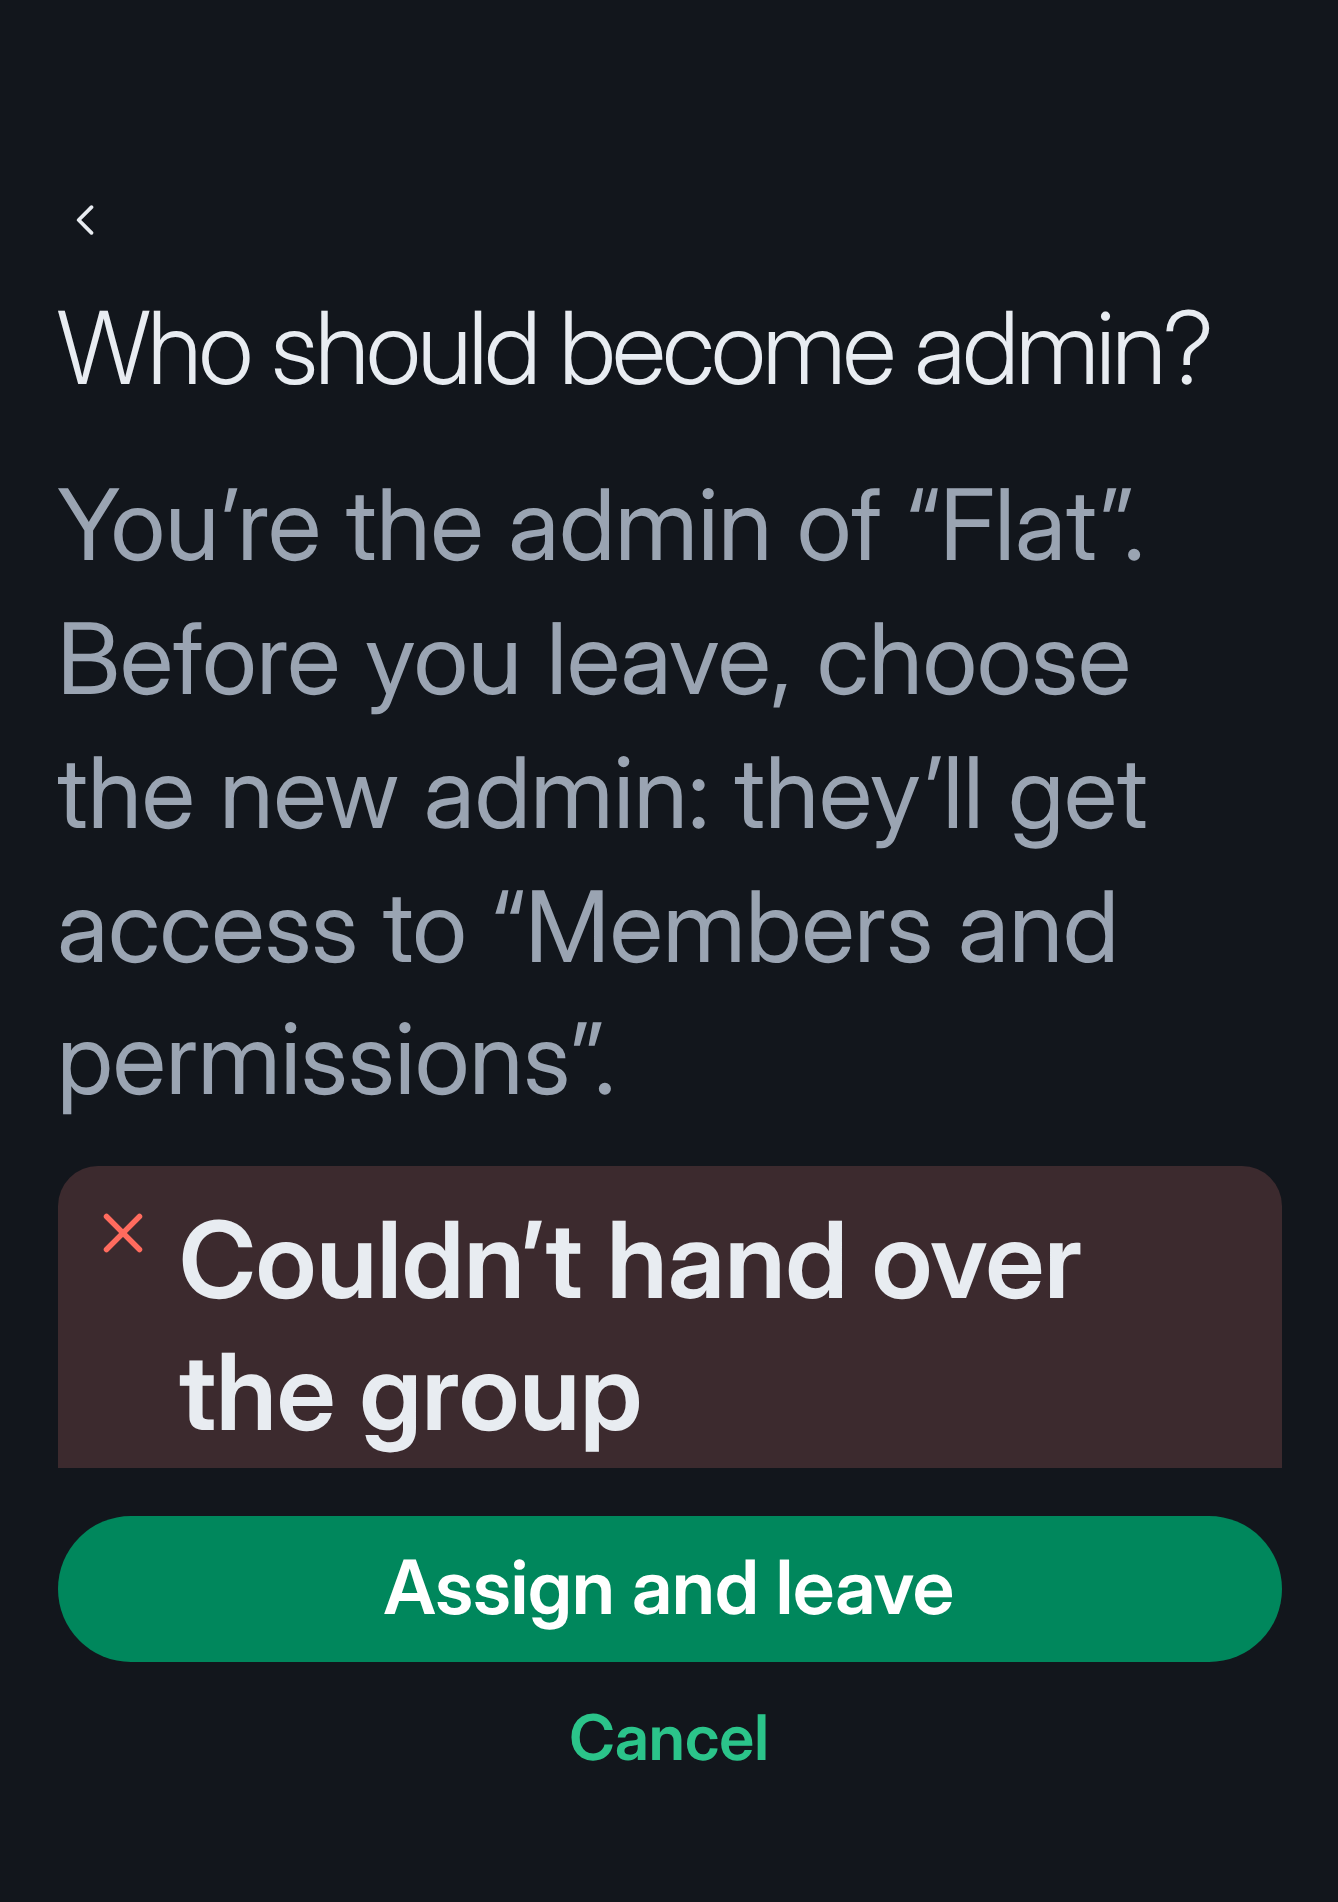 Who should become admin?
You’re the admin of “Flat”.
Before you leave, choose
the new admin: they’ll get
access to “Members and
permissions”.
Couldn’t hand over
the group
Assign and leave
Cancel